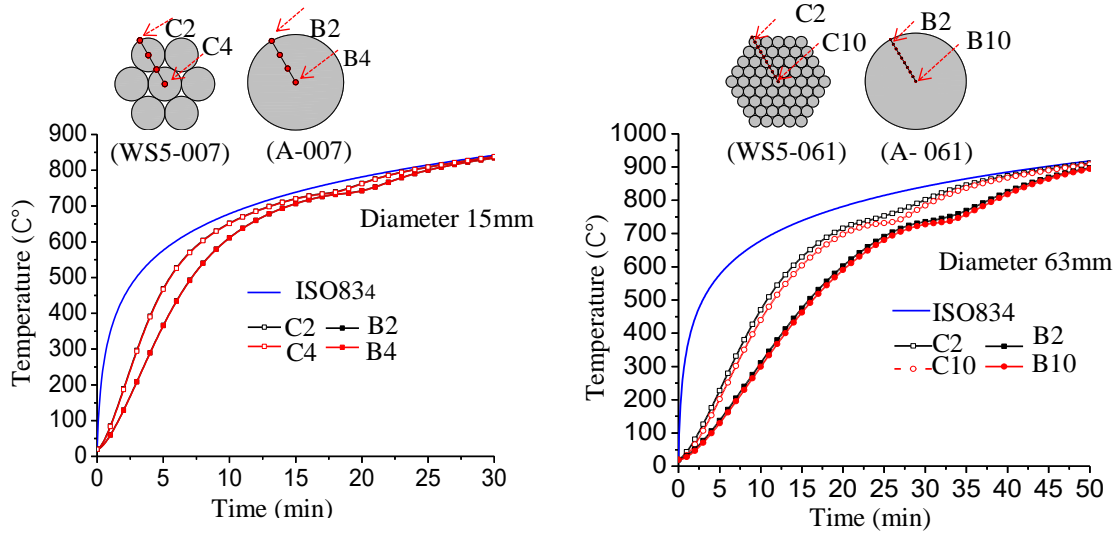 C2
C4
B2
B4
(WS5-007)
(A-007)
900
800
700
600
500
400
300
200
100
0
Temperature (C°)
Diameter 15mm
ISO834
C2
B2
C4
B4
0
5
10
15
20
25
30
Time (min)
C2
C10
B2
B10
(WS5-061)
(A- 061)
1000
900
800
700
600
500
400
300
200
100
0
Temperature (C°)
Diameter 63mm
ISO834
C2
B2
C10
B10
0
5
10
15
20
25
30
35
40
45
50
Time (min)